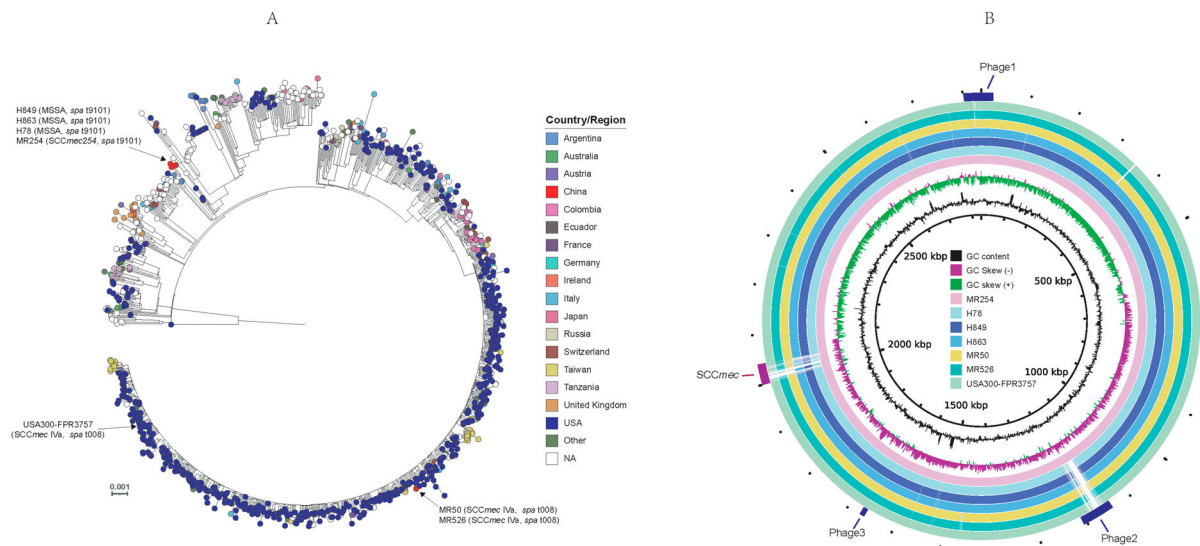 A
B
H849 (MSSA, spa t9101)
H863 (MSSA, spa t9101)
H78 (MSSA, spa t9101)
MR254 (SCCmec254, spa t9101)
Country/Region
Argentina
Australia
Austria
China
Colombia
Ecuador
France
Germany
Ireland
Italy
Japan
Russia
Switzerland
Taiwan
Tanzania
United Kingdom
USA
Other
NA
USA300-FPR3757
(SCCmec IVa, spa t008)
0.001
MR50 (SCCmec IVa, spa t008)
MR526 (SCCmec IVa, spa t008)
Phage1
2500 kbp
500 kbp
GC content
GC Skew (-)
GC skew (+)
MR254
H78
H849
H863
MR50
MR526
USA300-FPR3757
2000 kbp
1000 kbp
1500 kbp
SCCmec
Phage3
Phage2